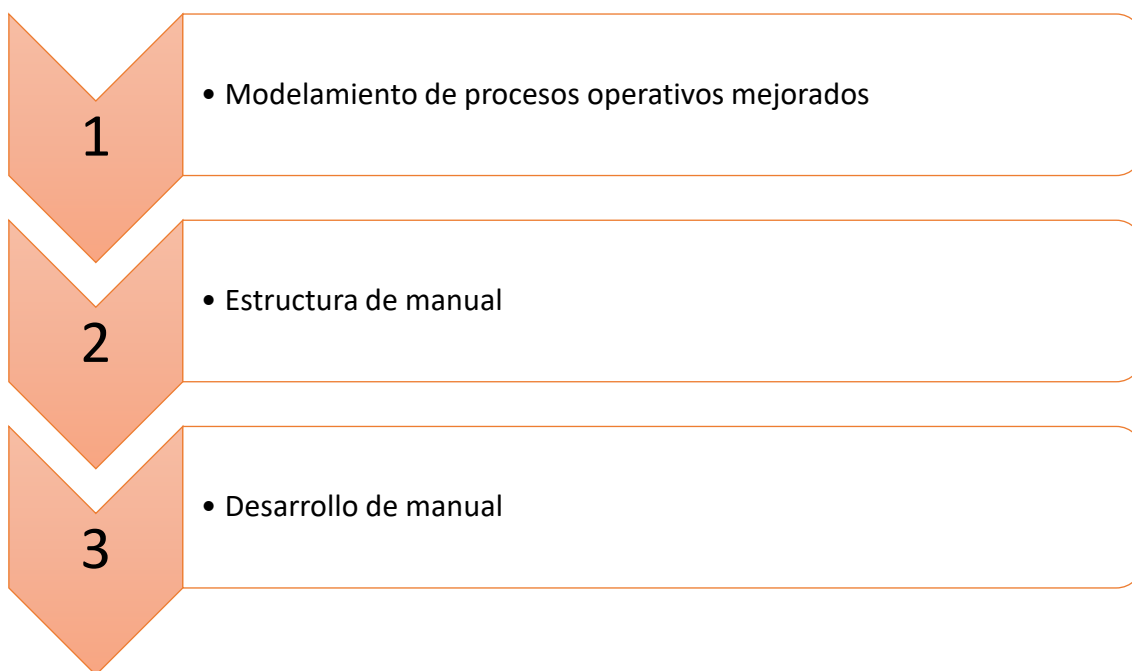 1
• Modelamiento de procesos operativos mejorados
2
• Estructura de manual
3
• Desarrollo de manual